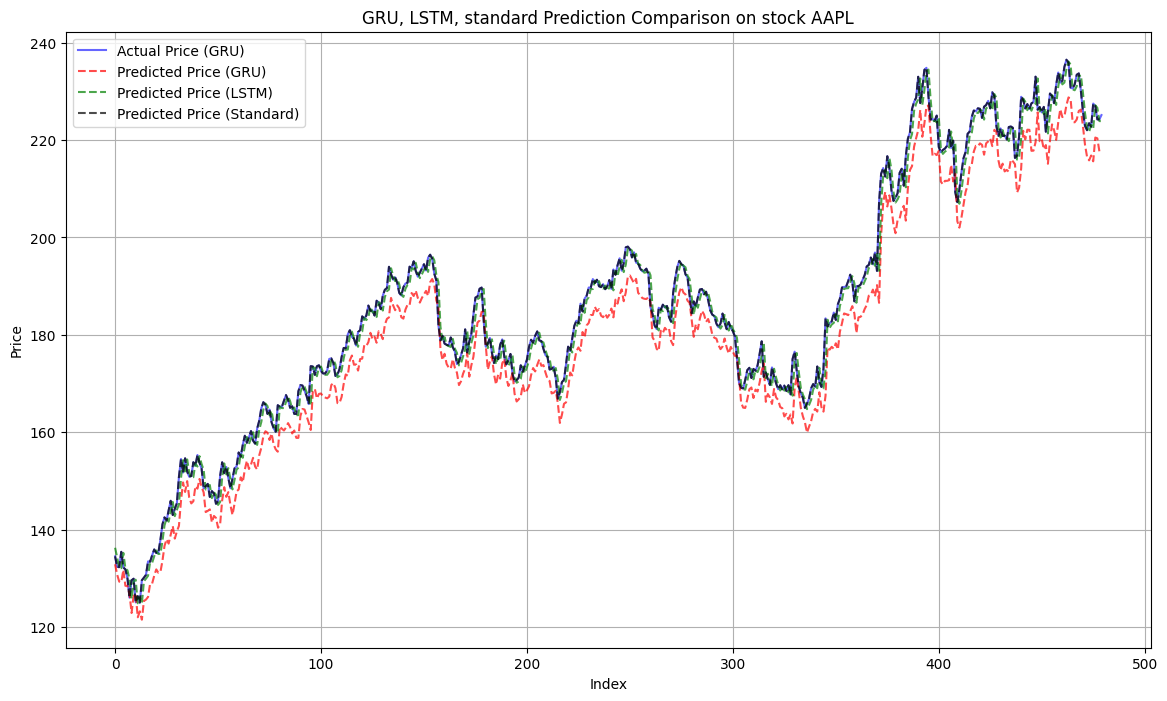 GRU, LSTM, standard Prediction Comparison on stock AAPL
Actual Price (GRU)
Predicted Price (GRU)
Predicted Price (LSTM)
Predicted Price (Standard)
Price
240
220
200
180
160
140
120
0 100 200 300 400 500
Index